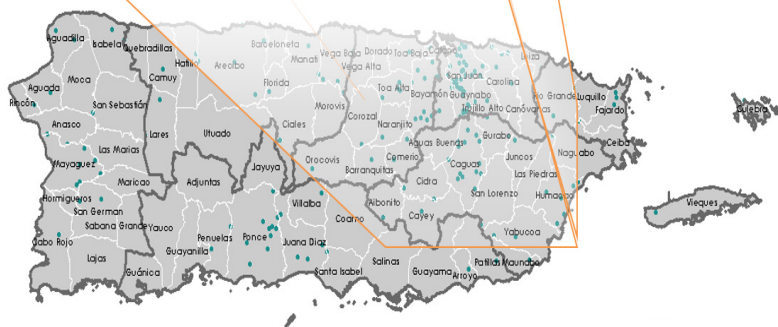 Aguadilla
Isabela
Quebradillas
Camuy
Hatillo
Arecibo
Barceloneta
Manati
Vega Baja
Vega Alta
Dorado
Toa Baja
Toa Alta
San Juan
Loiza
Carolina
Bayamón
Guaynabo
Trujillo Alto
Canóvanas
Rio Grande
Luquillo
Fajardo
Culebra
Moca
Aguada
Rincón
San Sebastián
Florida
Morovis
Corozal
Naranjito
Anasco
Lares
Utuado
Ciales
Aguas Buenas
Gurabo
Ceiba
Las Marias
Mayaguez
Orocovis
Barranquitas
Comerio
Caguas
Juncos
Naguabo
Maricao
Adjuntas
Jayuya
Cidra
Las Piedras
San Lorenzo
Humacao
Hormigueros
San German
Sabana Grande
Villalba
Aibonito
Cayey
Vieques
Cabo Rojo
Yauco
Penuelas
Ponce
Coamo
Yabucoa
Lajas
Guayanilla
Juana Diaz
Guánica
Santa Isabel
Salinas
Guayama
Arroyo
Patillas
Maunabo